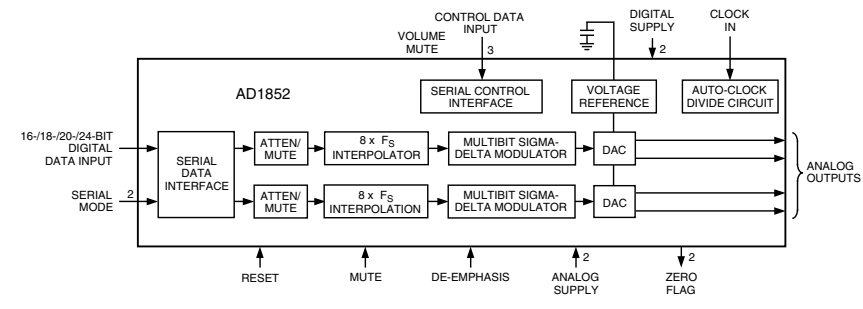 CONTROL DATA
INPUT
VOLUME
MUTE
3
DIGITAL
SUPPLY
2
CLOCK
IN
AD1852
SERIAL CONTROL
INTERFACE
VOLTAGE
REFERENCE
AUTO-CLOCK
DIVIDE CIRCUIT
16-/18-/20-/24-BIT
DIGITAL
DATA INPUT
SERIAL
MODE
2
SERIAL
DATA
INTERFACE
ATTEN/
MUTE
8 x FS
INTERPOLATOR
MULTIBIT SIGMA-
DELTA MODULATOR
DAC
ATTEN/
MUTE
8 x FS
INTERPOLATION
MULTIBIT SIGMA-
DELTA MODULATOR
DAC
ANALOG
OUTPUTS
RESET
MUTE
DE-EMPHASIS
2
ANALOG
SUPPLY
2
ZERO
FLAG